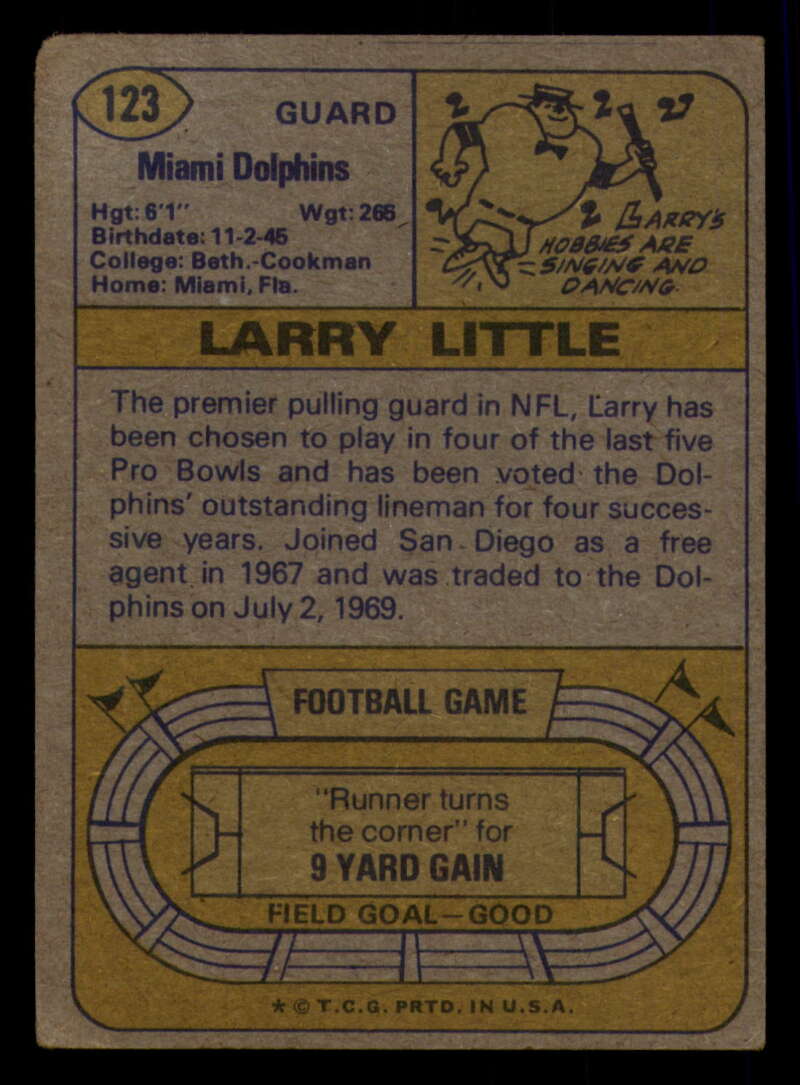 123
GUARD
Miami Dolphins
Hgt: 6'1" Wgt: 265
Birthdate: 11-2-45
College: Beth.-Cookman
Home: Miami, Fla.
LARRY'S
HOBBIES ARE
SINGING AND
DANCING.
LARRY LITTLE
The premier pulling guard in NFL, Larry has
been chosen to play in four of the last five
Pro Bowls and has been voted the Dol-
phins' outstanding lineman for four succes-
sive years. Joined San Diego as a free
agent in 1967 and was traded to the Dol-
phins on July 2, 1969.
FOOTBALL GAME
"Runner turns
the corner" for
9 YARD GAIN
FIELD GOAL—GOOD
* © T.C.G. PRTD. IN U.S.A.